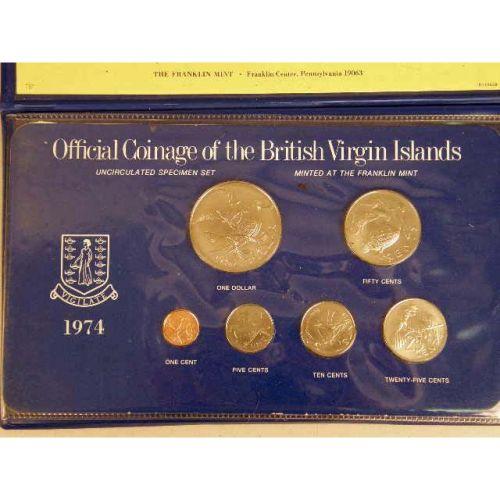 THE FRANKLIN MINT • Franklin Center, Pennsylvania 19063
Official Coinage of the British Virgin Islands
UNCIRCULATED SPECIMEN SET MINTED AT THE FRANKLIN MINT
VIGILATE
1974
ONE DOLLAR
FIFTY CENTS
ONE CENT
FIVE CENTS
TEN CENTS
TWENTY-FIVE CENTS